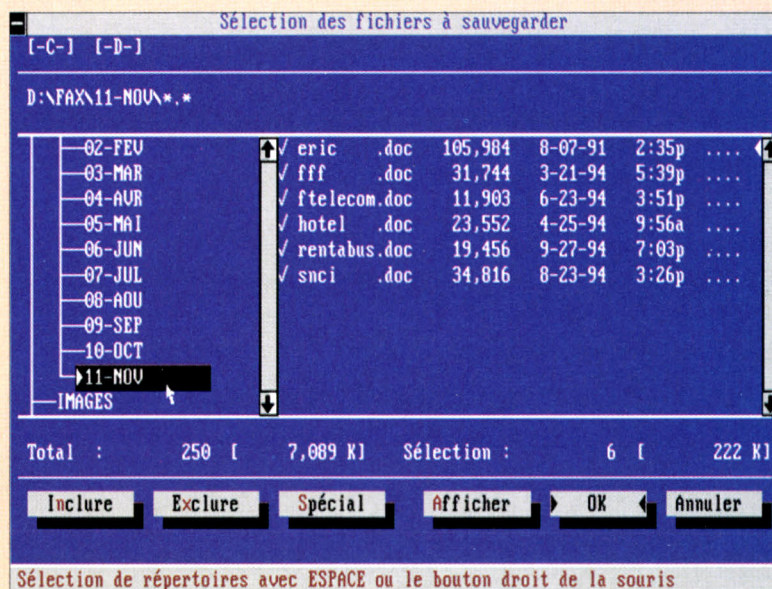 Sélection des fichiers à sauvegarder
[-C-] [-D-]
D:\FAX\11-NOV\*.*
02-FEV
03-MAR
04-AVR
05-MAI
06-JUN
07-JUL
08-AOU
09-SEP
10-OCT
11-NOV
IMAGES
√ eric .doc 105,984 8-07-91 2:35p ....
√ fff .doc 31,744 3-21-94 5:39p ....
√ ftelecom.doc 11,903 6-23-94 3:51p ....
√ hotel .doc 23,552 4-25-94 9:56a ....
√ rentabus.doc 19,456 9-27-94 7:03p ....
√ snci .doc 34,816 8-23-94 3:26p ....
Total : 250 [ 7,089 K] Sélection : 6 [ 222 K]
Inclure Exclure Spécial Afficher OK Annuler
Sélection de répertoires avec ESPACE ou le bouton droit de la souris